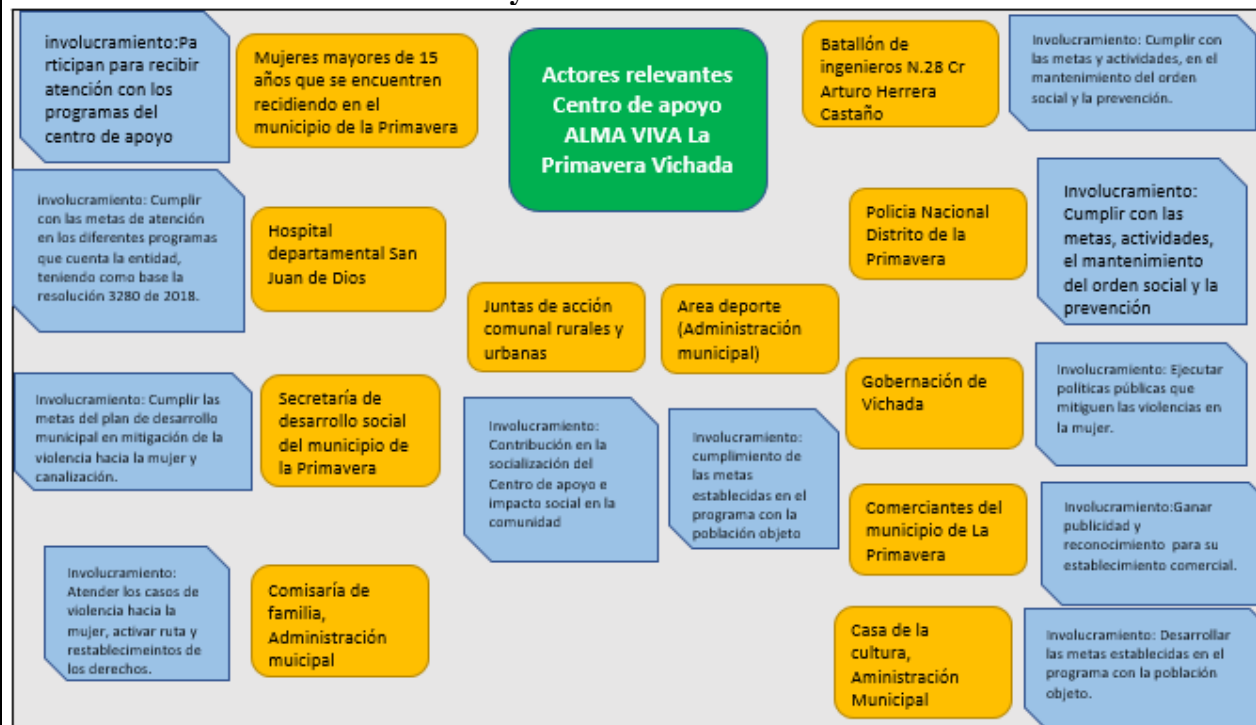 y
Actores relevantes
Centro de apoyo
ALMA VIVA La
Primavera Vichada
involucramiento:Pa
rticipan para recibir
atención con los
programas del
centro de apoyo
Mujeres mayores de 15
años que se encuentren
recidiendo en el
municipio de la Primavera
involucramiento: Cumplir
con las metas de atención
en los diferentes programas
que cuenta la entidad,
teniendo como base la
resolución 3280 de 2018.
Hospital
departamental San
Juan de Dios
Involucramiento: Cumplir las
metas del plan de desarrollo
municipal en mitigación de la
violencia hacia la mujer y
canalización.
Secretaría de
desarrollo social
del municipio de
la Primavera
Involucramiento:
Atender los casos de
violencia hacia la
mujer, activar ruta y
restablecimeintos de
los derechos.
Comisaría de
familia,
Administración
muicipal
Juntas de acción
comunal rurales y
urbanas
Involucramiento:
Contribución en la
socialización del
Centro de apoyo e
impacto social en la
comunidad
Area deporte
(Administración
municipal)
Involucramiento:
cumplimiento de
las metas
establecidas en el
programa con la
población objeto
Batallón de
ingenieros N.28 Cr
Arturo Herrera
Castaño
Involucramiento: Cumplir con
las metas y actividades, en el
mantenimiento del orden
social y la prevención.
Policia Nacional
Distrito de la
Primavera
Involucramiento:
Cumplir con las
metas, actividades,
el mantenimiento
del orden social y la
prevención
Gobernación de
Vichada
Involucramiento: Ejecutar
políticas públicas que
mitiguen las violencias en
la mujer.
Comerciantes del
municipio de La
Primavera
Involucramiento:Ganar
publicidad y
reconocimiento para su
establecimiento comercial.
Casa de la
cultura,
Aministración
Municipal
Involucramiento: Desarrollar
las metas establecidas en el
programa con la población
objeto.